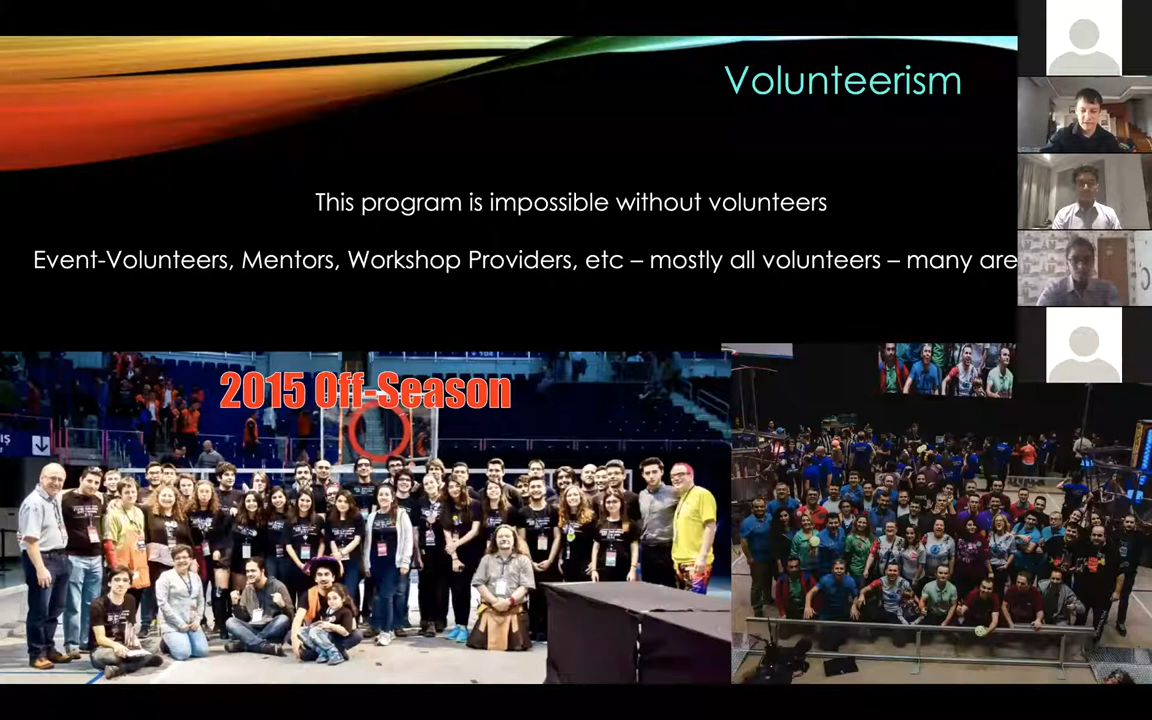 Volunteerism
This program is impossible without volunteers
Event-Volunteers, Mentors, Workshop Providers, etc – mostly all volunteers – many are
2015 Off-Season